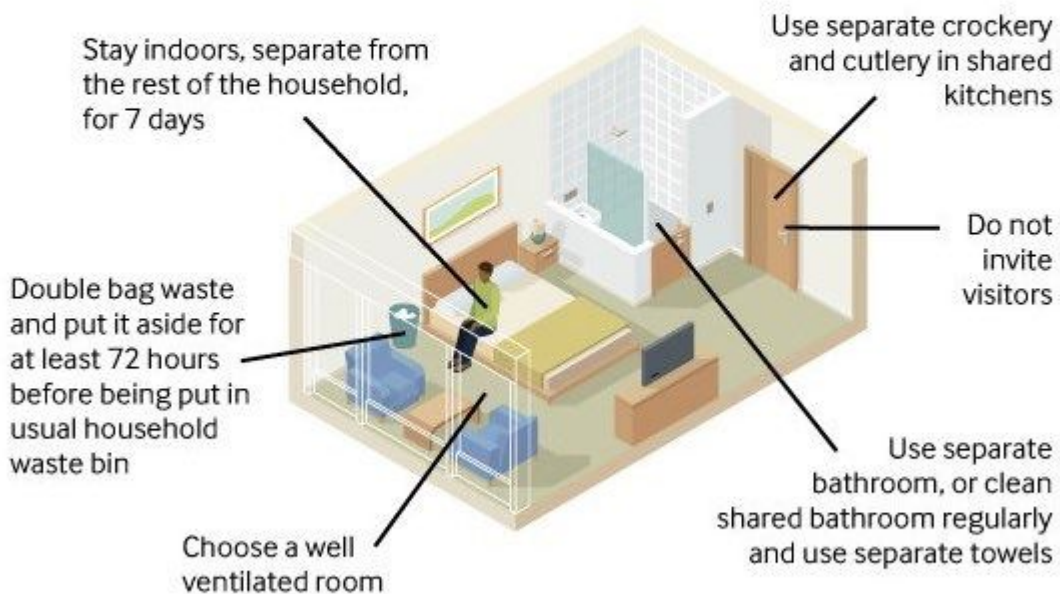 Stay indoors, separate from
the rest of the household,
for 7 days
Use separate crockery
and cutlery in shared
kitchens
Do not
invite
visitors
Double bag waste
and put it aside for
at least 72 hours
before being put in
usual household
waste bin
Use separate
bathroom, or clean
shared bathroom regularly
and use separate towels
Choose a well
ventilated room